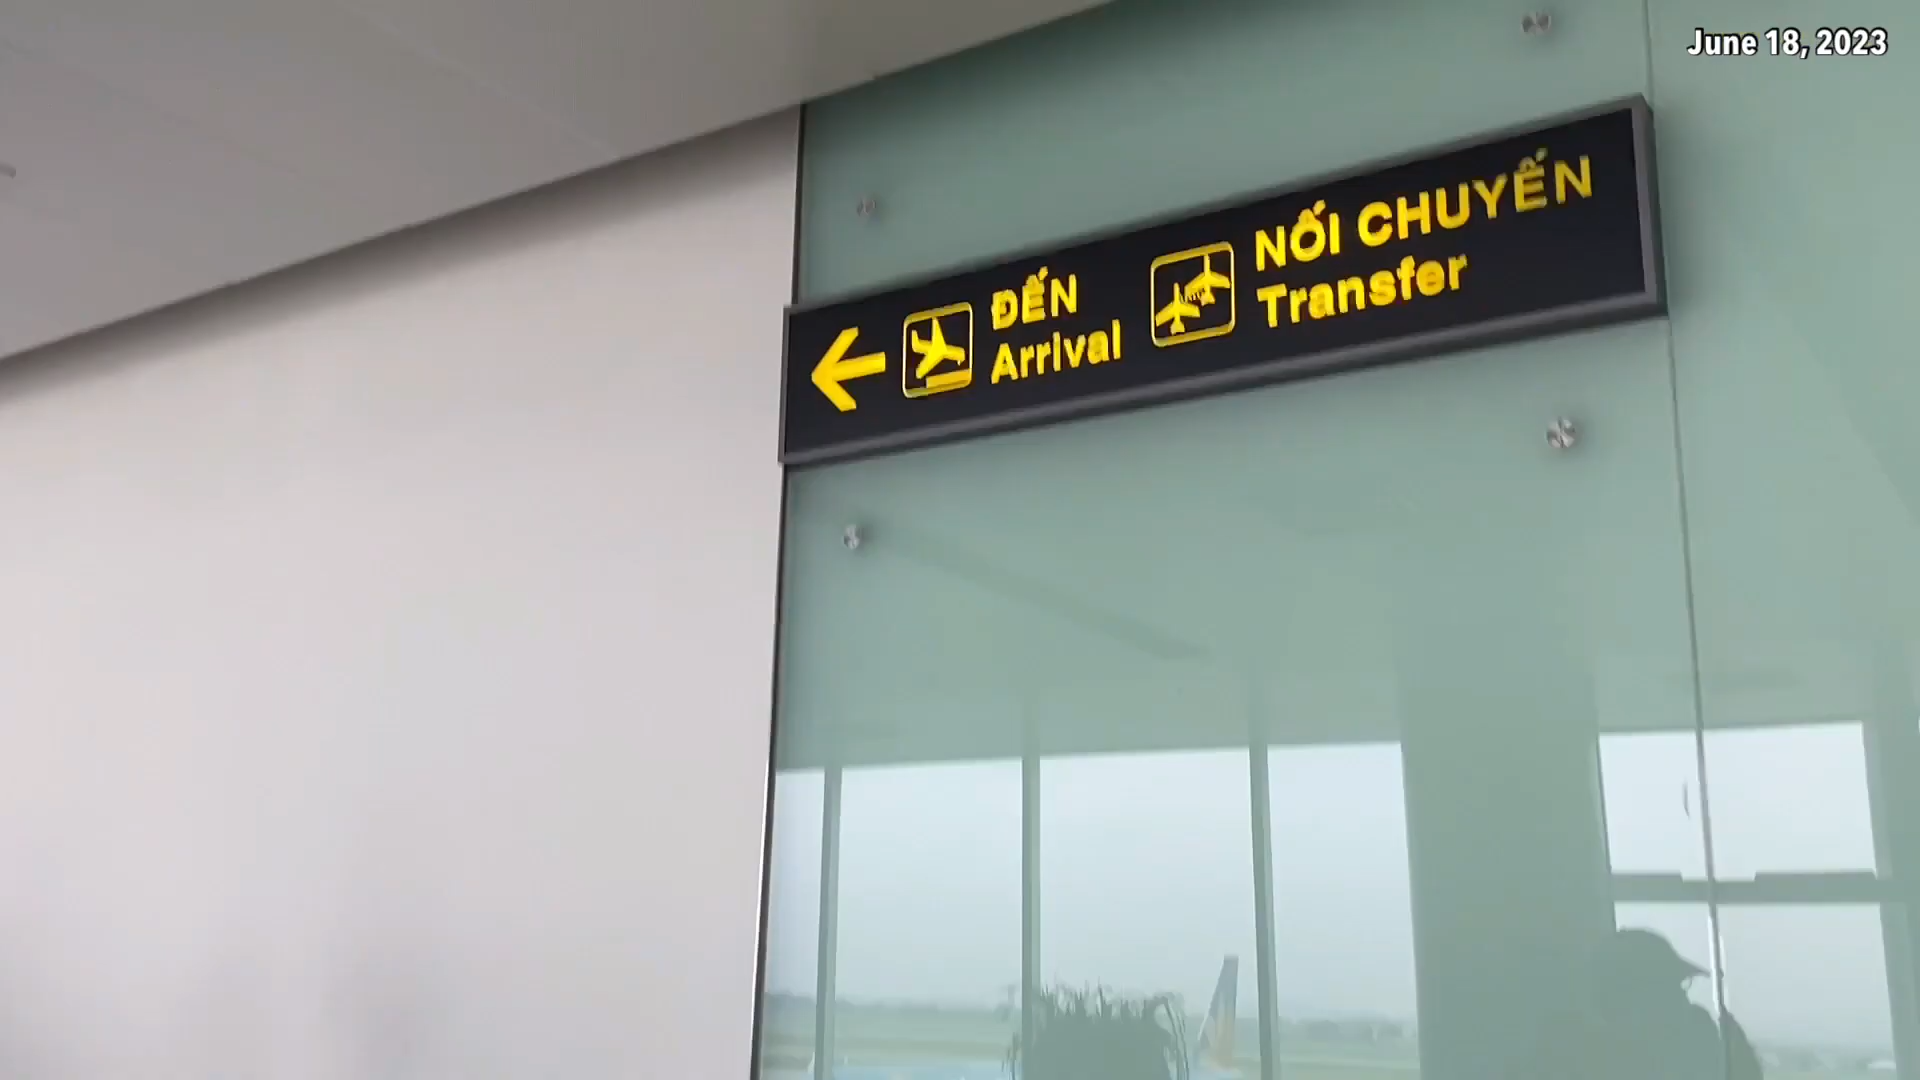 June 18, 2023
ĐẾN
Arrival
NỐI CHUYẾN
Transfer